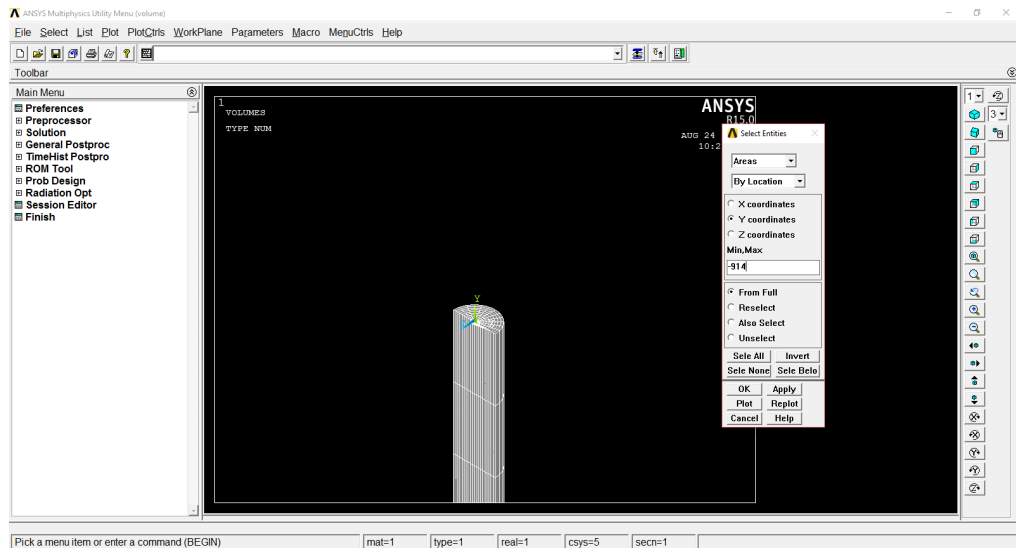 ANSYS Multiphysics Utility Menu (volume)
File Select List Plot PlotCtrls WorkPlane Parameters Macro MenuCtrls Help
Toolbar
Main Menu
Preferences
Preprocessor
Solution
General Postproc
TimeHist Postpro
ROM Tool
Prob Design
Radiation Opt
Session Editor
Finish
1
VOLUMES
TYPE NUM
ANSYS
R15.0
AUG 24
10:2
Y
Select Entities
Areas
By Location
X coordinates
Y coordinates
Z coordinates
Min,Max
-914
From Full
Reselect
Also Select
Unselect
Sele All Invert
Sele None Sele Belo
OK Apply
Plot Replot
Cancel Help
1
3
Pick a menu item or enter a command (BEGIN) mat=1 type=1 real=1 csys=5 secn=1